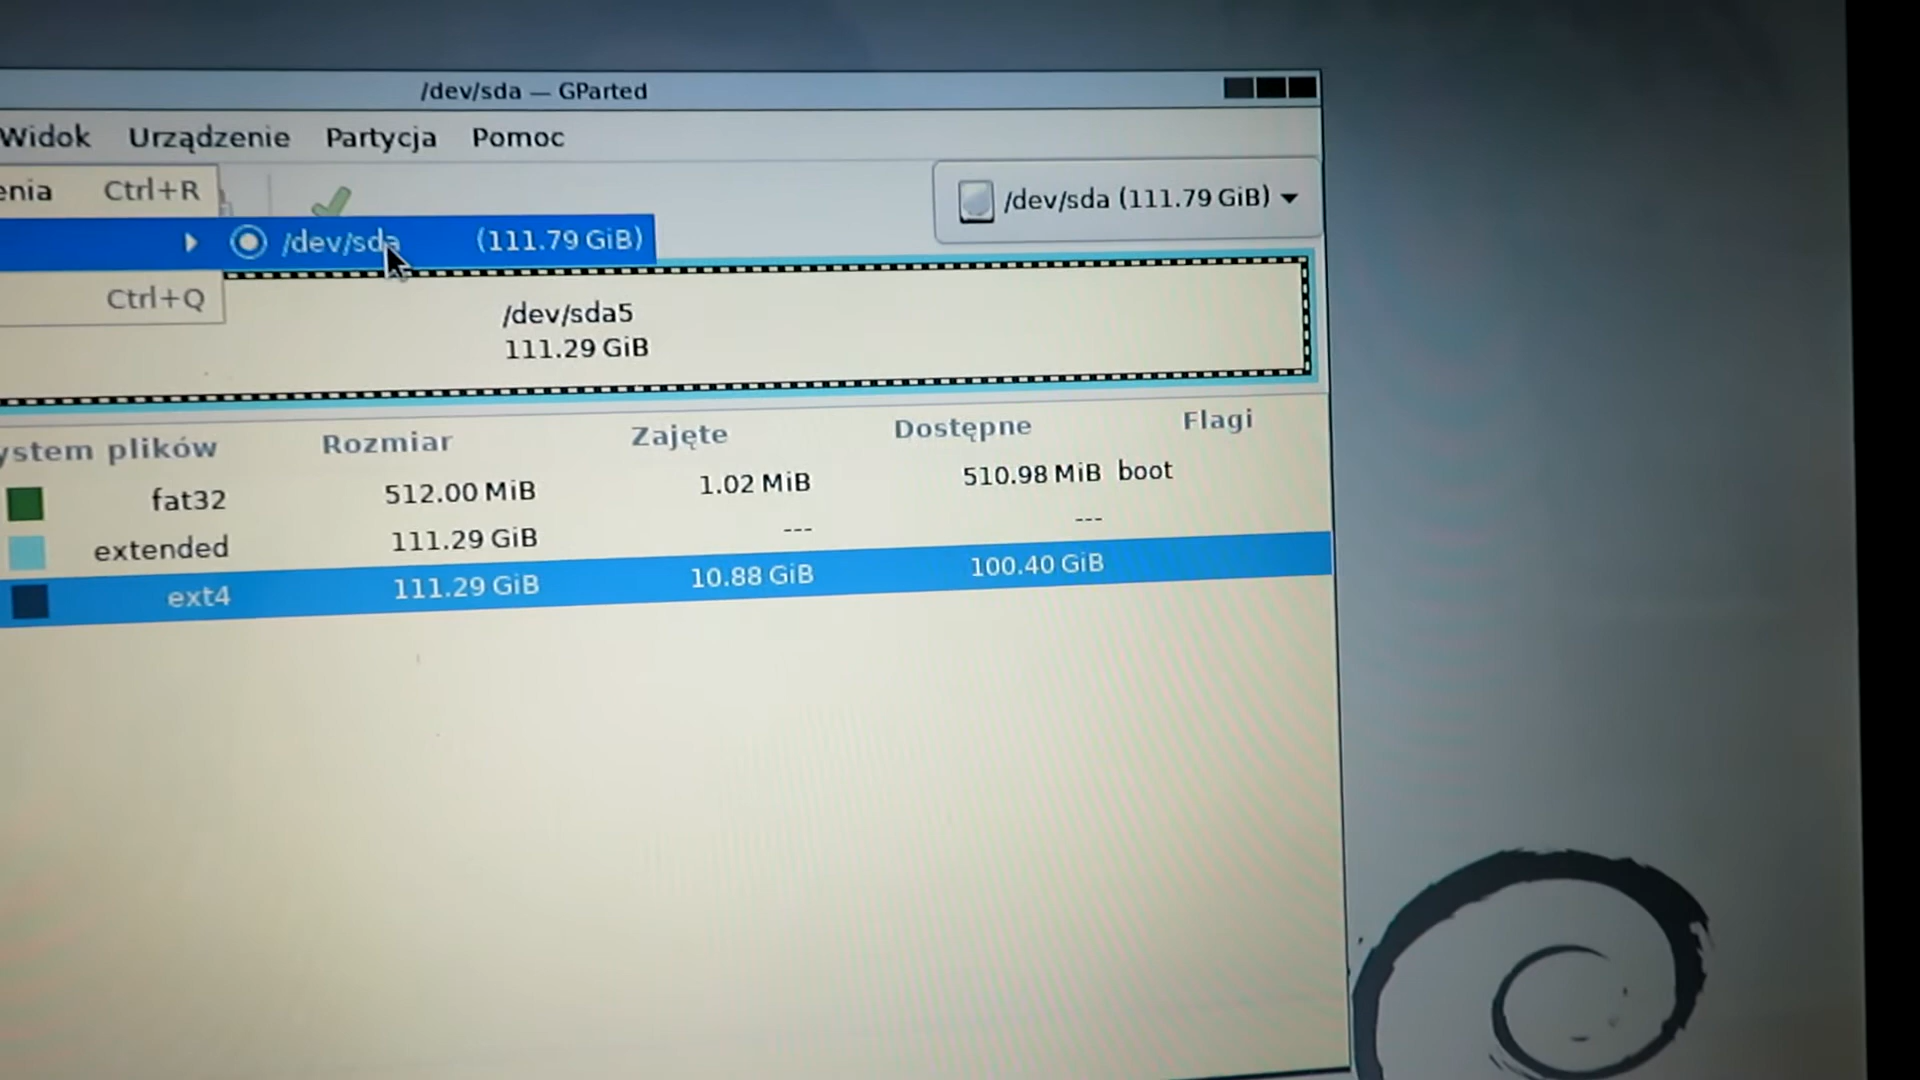 /dev/sda — GParted
Widok Urządzenie Partycja Pomoc
enia Ctrl+R
/dev/sda (111.79 GiB)
/dev/sda (111.79 GiB)
Ctrl+Q
/dev/sda5
111.29 GiB
ystem plików Rozmiar Zajęte Dostępne Flagi
fat32 512.00 MiB 1.02 MiB 510.98 MiB boot
extended 111.29 GiB --- ---
ext4 111.29 GiB 10.88 GiB 100.40 GiB